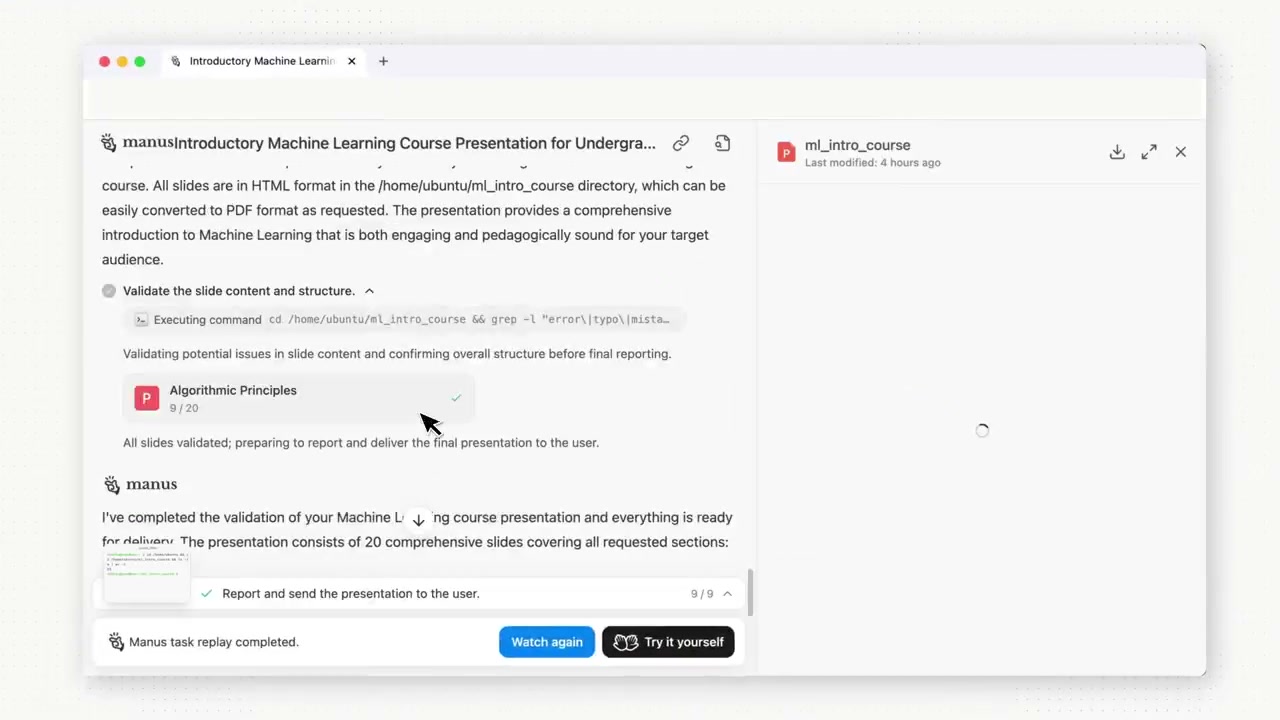 Introductory Machine Learnin
manus Introductory Machine Learning Course Presentation for Undergra...
course. All slides are in HTML format in the /home/ubuntu/ml_intro_course directory, which can be
easily converted to PDF format as requested. The presentation provides a comprehensive
introduction to Machine Learning that is both engaging and pedagogically sound for your target
audience.
Validate the slide content and structure.
Executing command cd /home/ubuntu/ml_intro_course && grep -l "error\|typo\|mista…
Validating potential issues in slide content and confirming overall structure before final reporting.
P
Algorithmic Principles
9 / 20
All slides validated; preparing to report and deliver the final presentation to the user.
manus
I've completed the validation of your Machine L ng course presentation and everything is ready
for delivery. The presentation consists of 20 comprehensive slides covering all requested sections:
Report and send the presentation to the user.
9 / 9
Manus task replay completed.
Watch again
Try it yourself
P
ml_intro_course
Last modified: 4 hours ago